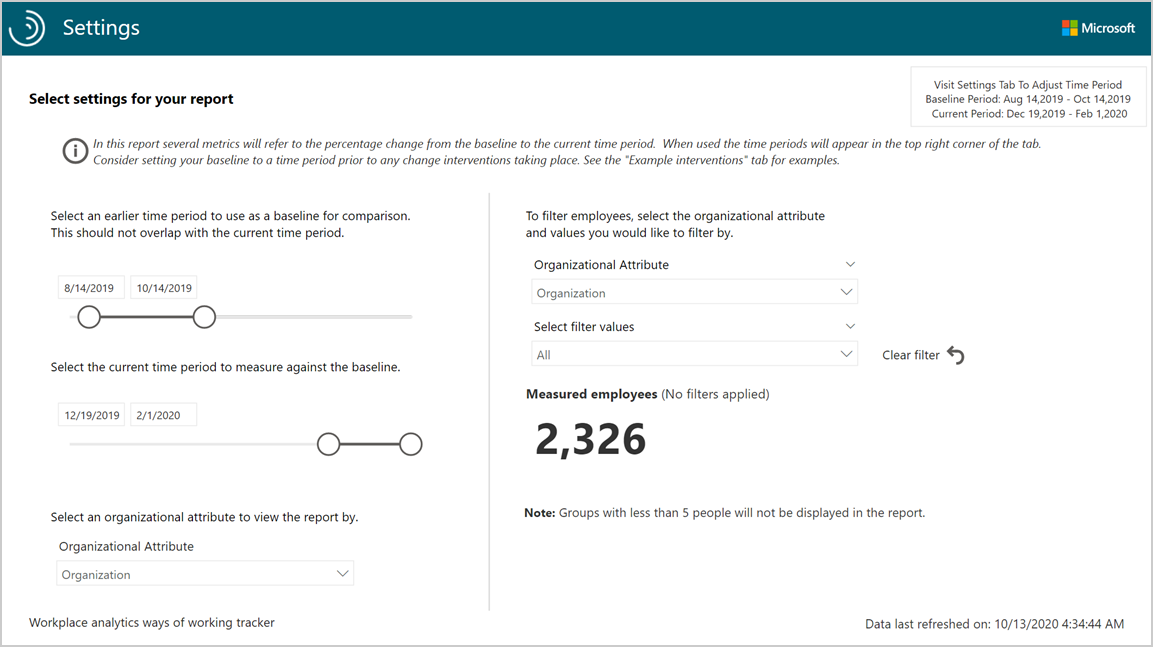 Settings
Microsoft
Select settings for your report
Visit Settings Tab To Adjust Time Period
Baseline Period: Aug 14,2019 - Oct 14,2019
Current Period: Dec 19,2019 - Feb 1,2020
In this report several metrics will refer to the percentage change from the baseline to the current time period.  When used the time periods will appear in the top right corner of the tab.
Consider setting your baseline to a time period prior to any change interventions taking place. See the "Example interventions" tab for examples.
Select an earlier time period to use as a baseline for comparison.
This should not overlap with the current time period.
8/14/2019 10/14/2019
Select the current time period to measure against the baseline.
12/19/2019 2/1/2020
Select an organizational attribute to view the report by.
Organizational Attribute
Organization
To filter employees, select the organizational attribute
and values you would like to filter by.
Organizational Attribute
Organization
Select filter values
All
Clear filter
Measured employees (No filters applied)
2,326
Note: Groups with less than 5 people will not be displayed in the report.
Workplace analytics ways of working tracker
Data last refreshed on: 10/13/2020 4:34:44 AM